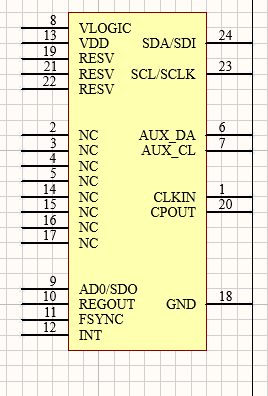 8 VLOGIC
13 VDD SDA/SDI 24
19 RESV
21 RESV SCL/SCLK 23
22 RESV
2 NC AUX_DA 6
3 NC AUX_CL 7
4 NC
5 NC
14 NC CLKIN 1
15 NC CPOUT 20
16 NC
17 NC
9 AD0/SDO
10 REGOUT GND 18
11 FSYNC
12 INT